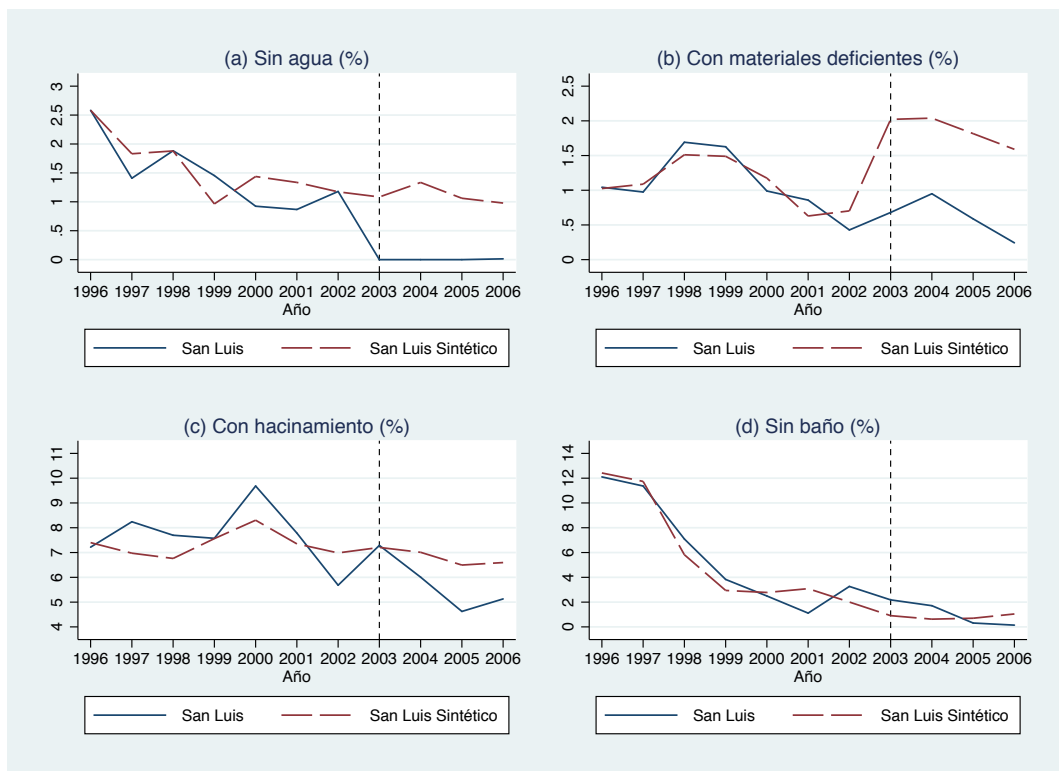 (a) Sin agua (%)
3
2.5
2
1.5
1
.5
0
1996 1997 1998 1999 2000 2001 2002 2003 2004 2005 2006
Año
San Luis San Luis Sintético
(b) Con materiales deficientes (%)
2.5
2
1.5
1
.5
0
1996 1997 1998 1999 2000 2001 2002 2003 2004 2005 2006
Año
San Luis San Luis Sintético
(c) Con hacinamiento (%)
11
10
9
8
7
6
5
4
1996 1997 1998 1999 2000 2001 2002 2003 2004 2005 2006
Año
San Luis San Luis Sintético
(d) Sin baño (%)
14
12
10
8
6
4
2
0
1996 1997 1998 1999 2000 2001 2002 2003 2004 2005 2006
Año
San Luis San Luis Sintético